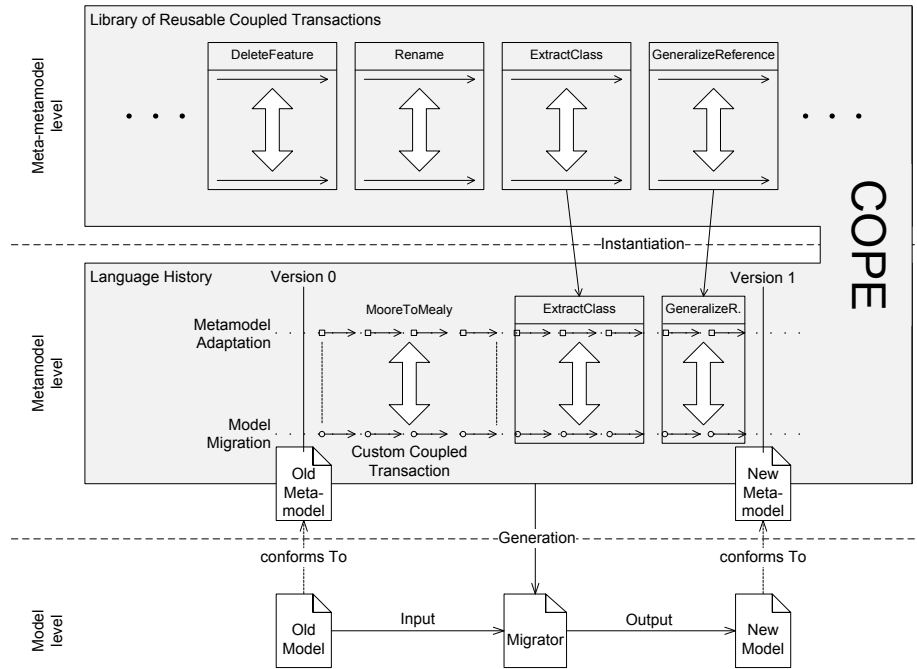 Library of Reusable Coupled Transactions
DeleteFeature
Rename
ExtractClass
GeneralizeReference
Meta-metamodel
level
. . .
. . .
COPE
Instantiation
Language History
Version 0
Version 1
MooreToMealy
ExtractClass
GeneralizeR.
Metamodel
Adaptation
Metamodel
level
Model
Migration
Custom Coupled
Transaction
Old
Meta-
model
New
Meta-
model
Generation
conforms To
conforms To
Model
level
Old
Model
Input
Migrator
Output
New
Model